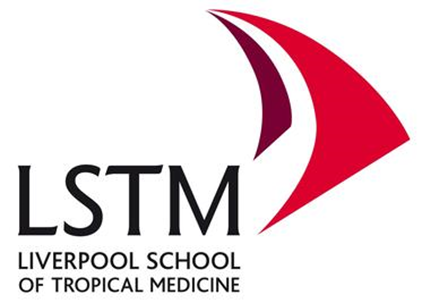 LSTM
LIVERPOOL SCHOOL
OF TROPICAL MEDICINE